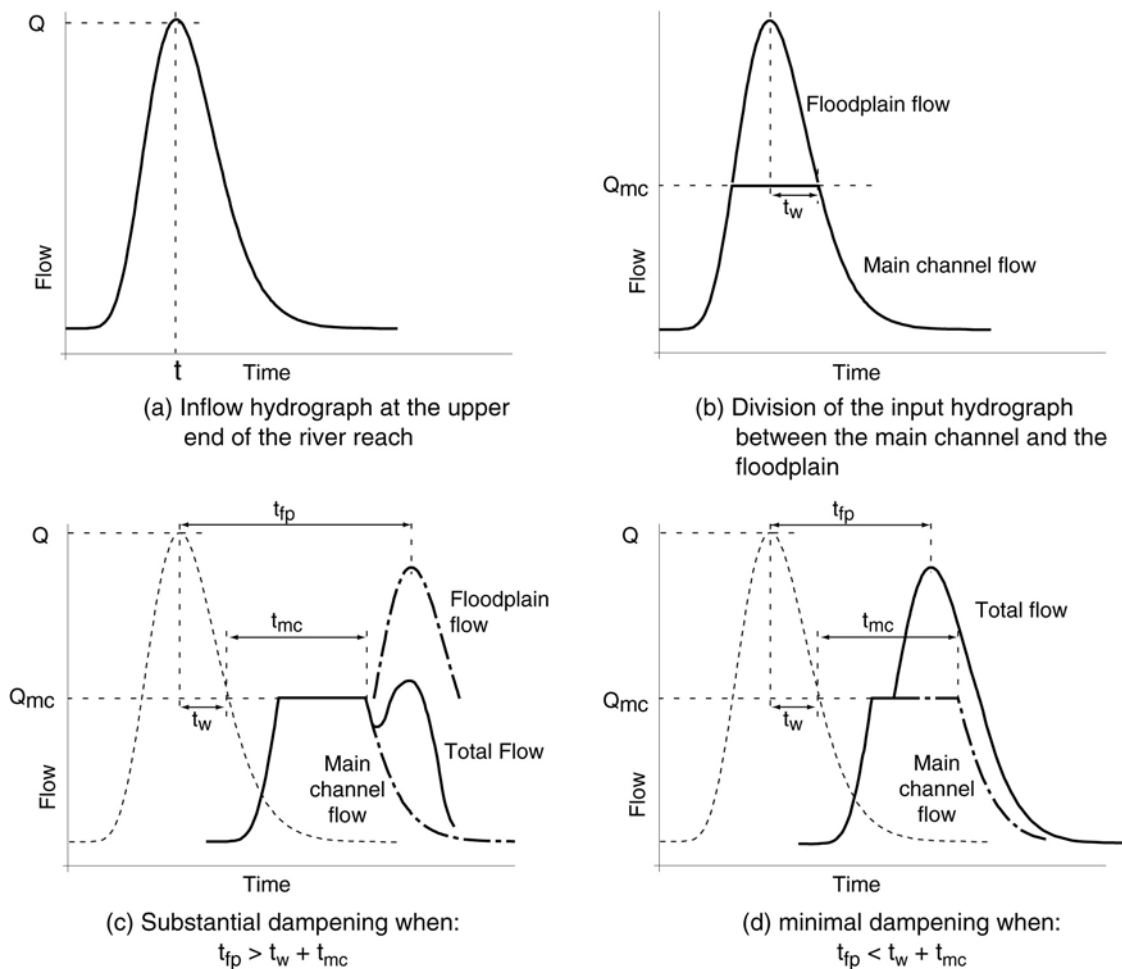 Q
Flow
t
Time
(a) Inflow hydrograph at the upper
end of the river reach
Floodplain flow
Qmc
tw
Main channel flow
Flow
Time
(b) Division of the input hydrograph
between the main channel and the
floodplain
tfp
Q
Floodplain
flow
tmc
Qmc
tw
Total Flow
Main
channel
flow
Flow
Time
(c) Substantial dampening when:
tfp > tw + tmc
tfp
Q
Total flow
tmc
Qmc
tw
Main
channel
flow
Flow
Time
(d) minimal dampening when:
tfp < tw + tmc